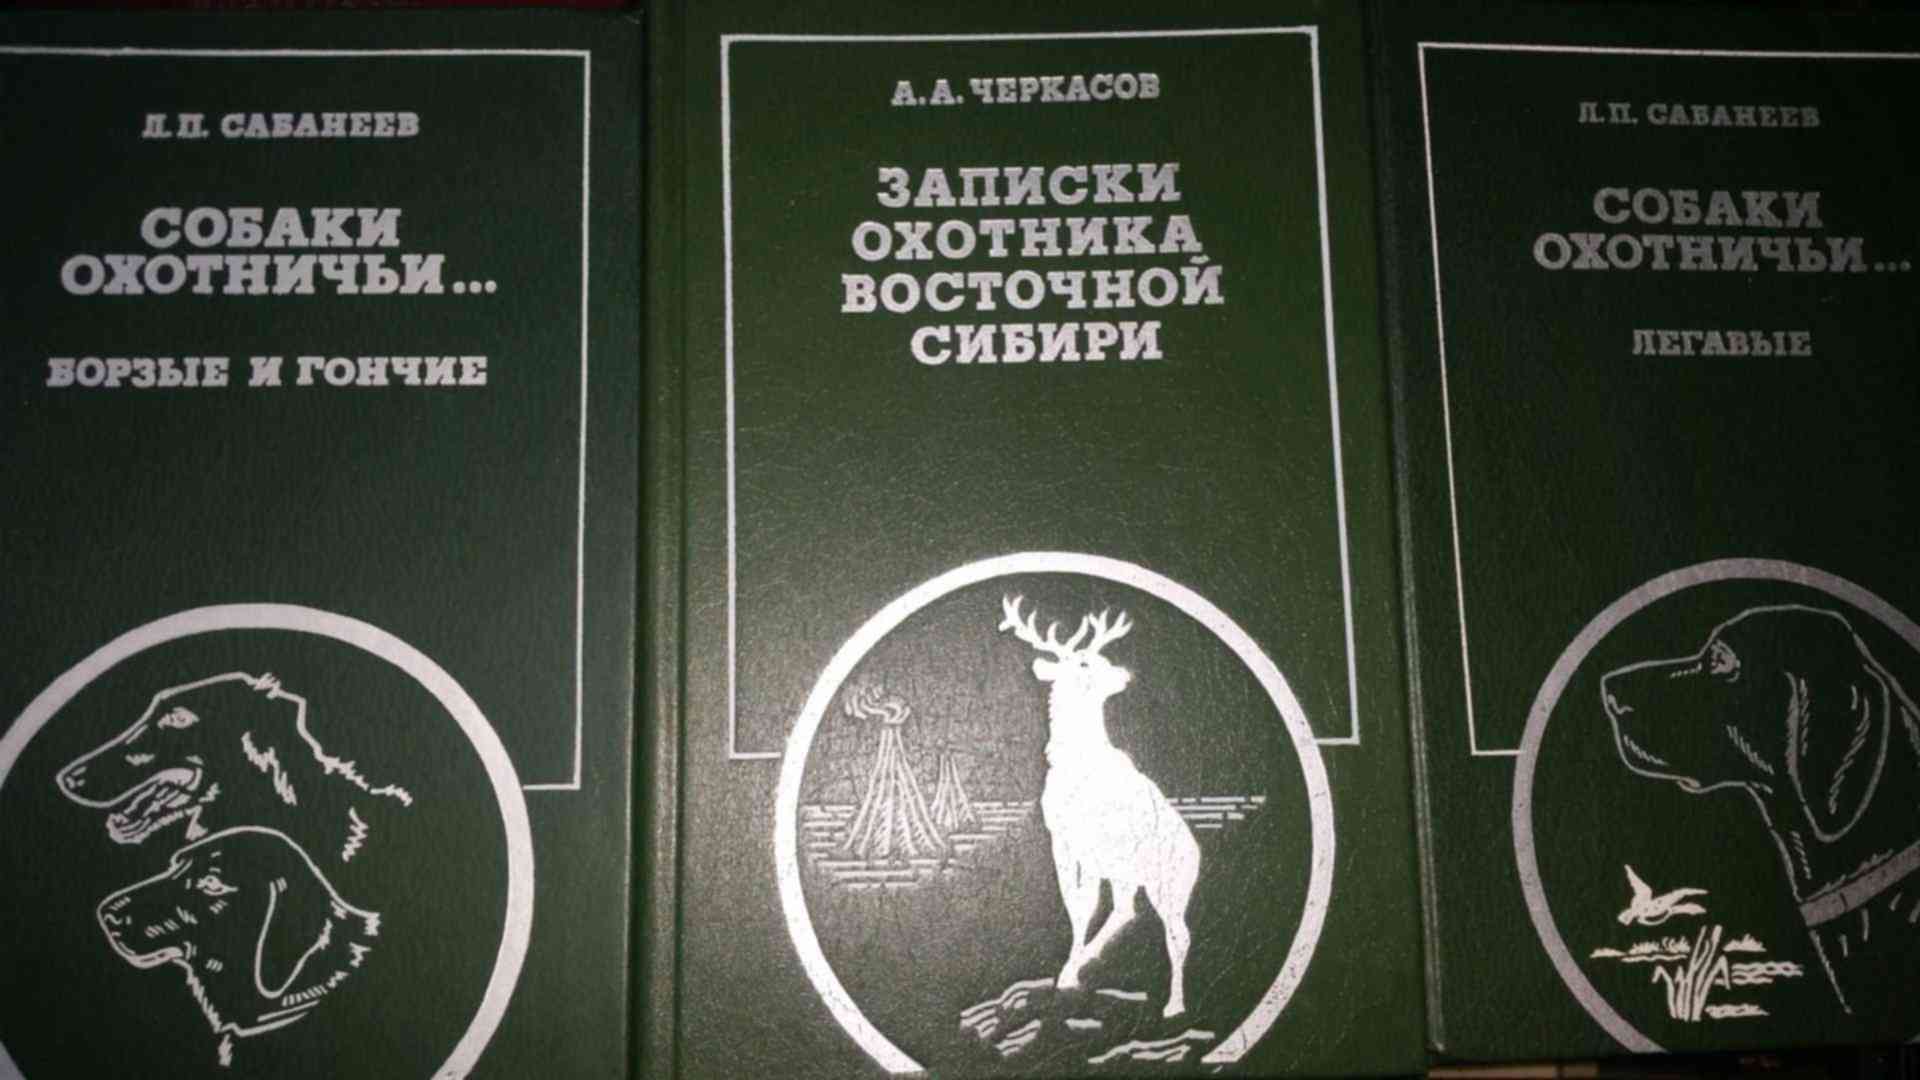 Л.П. САБАНЕЕВ
СОБАКИ
ОХОТНИЧЬИ...
БОРЗЫЕ И ГОНЧИЕ
А.А. ЧЕРКАСОВ
ЗАПИСКИ
ОХОТНИКА
ВОСТОЧНОЙ
СИБИРИ
Л.П. САБАНЕЕВ
СОБАКИ
ОХОТНИЧЬИ...
ЛЕГАВЫЕ